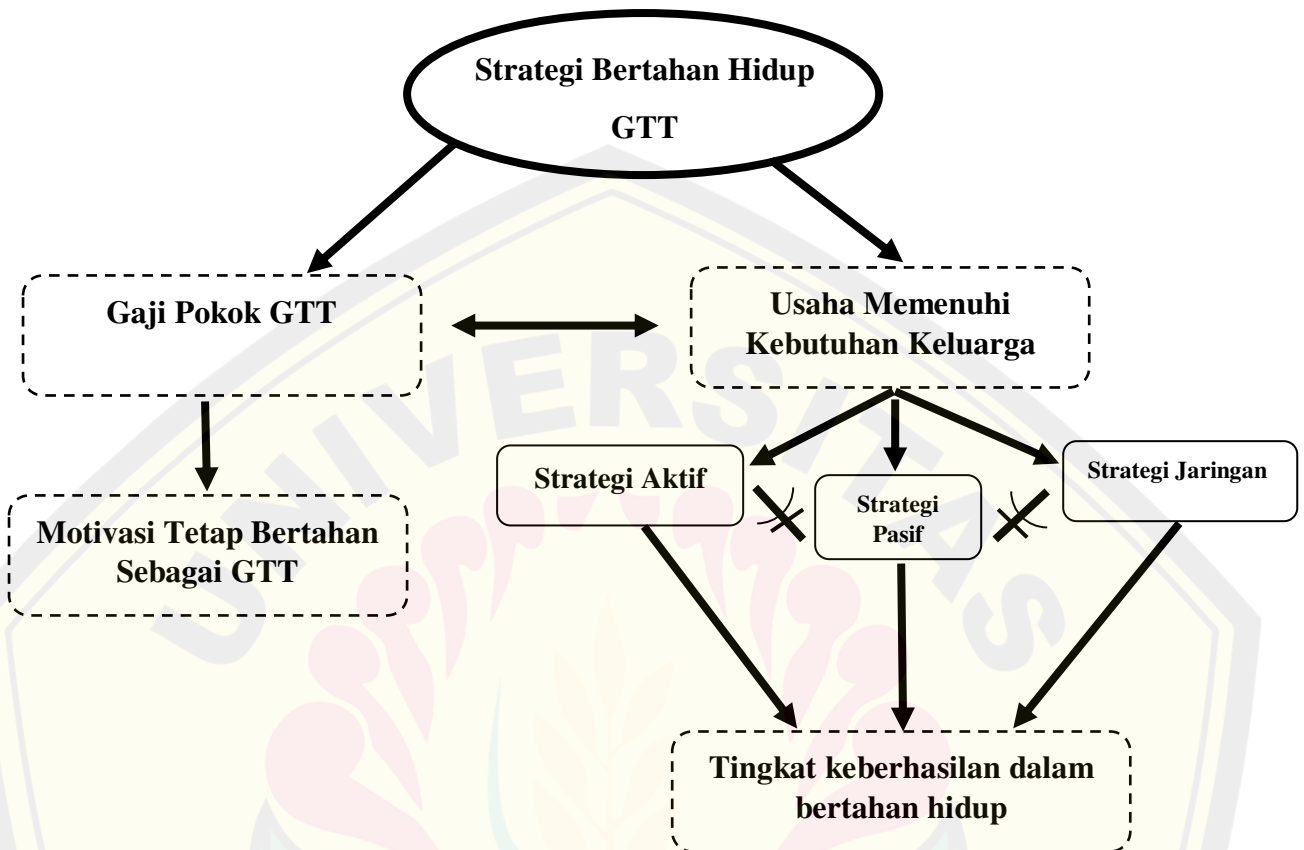 Strategi Bertahan Hidup
GTT
Gaji Pokok GTT
Usaha Memenuhi
Kebutuhan Keluarga
Strategi Aktif
Strategi
Pasif
Strategi Jaringan
Motivasi Tetap Bertahan
Sebagai GTT
Tingkat keberhasilan dalam
bertahan hidup
UNIVERSITAS